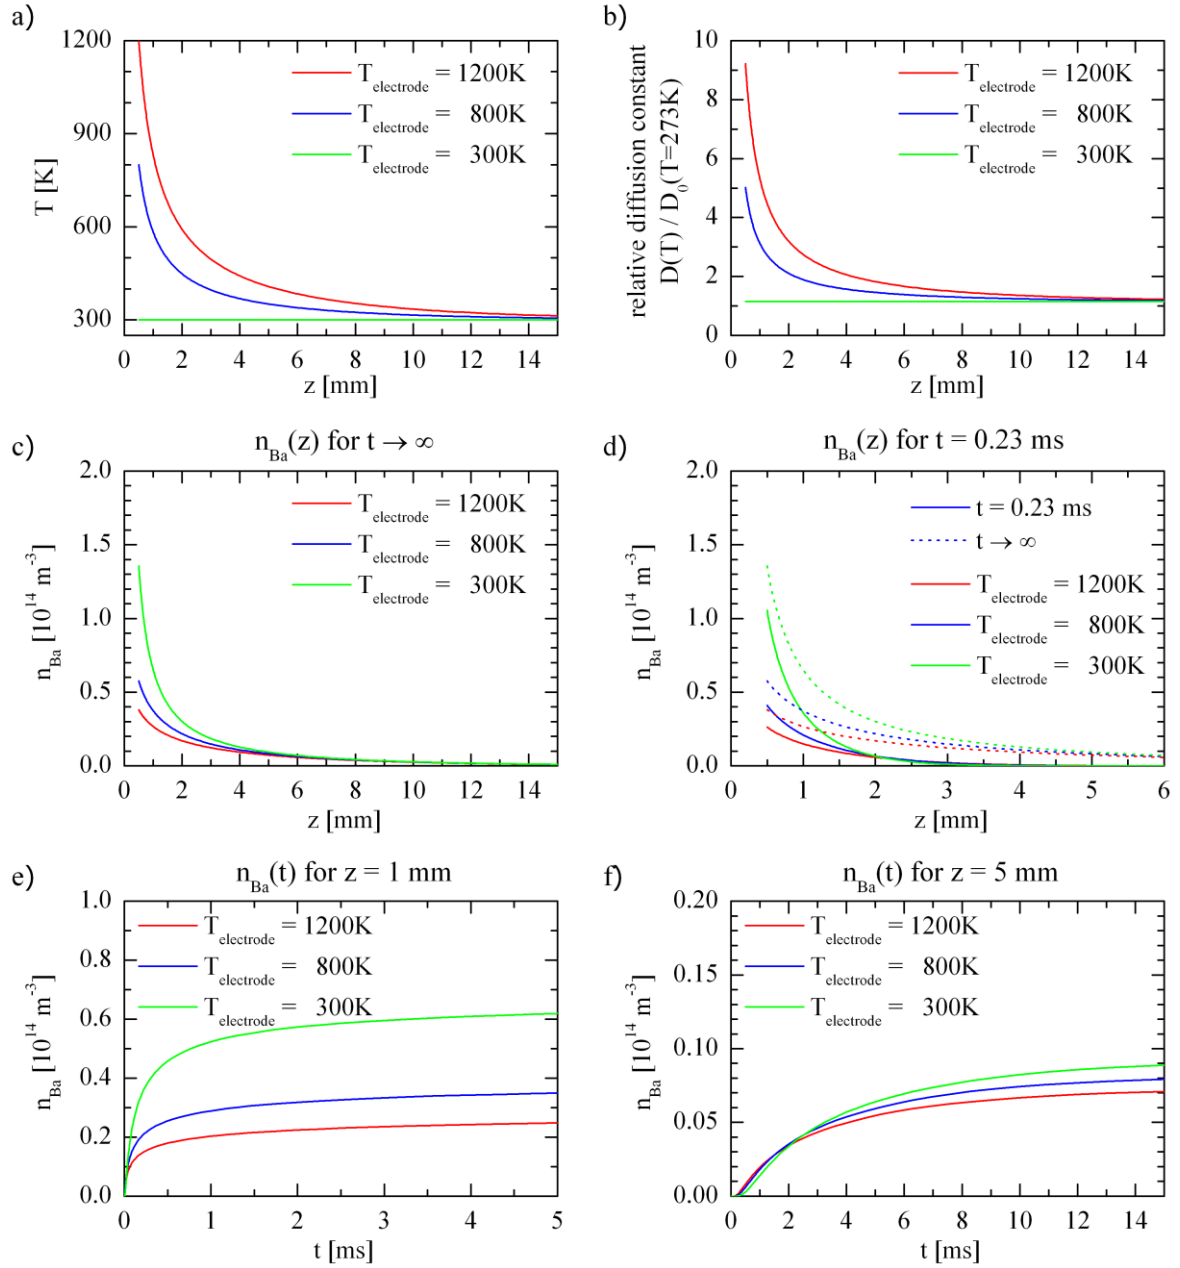 a)
1200
900
600
300
T [K]
T_electrode = 1200K
T_electrode = 800K
T_electrode = 300K
0 2 4 6 8 10 12 14
z [mm]
b)
10
8
6
4
2
0
relative diffusion constant
D(T) / D_0(T=273K)
T_electrode = 1200K
T_electrode = 800K
T_electrode = 300K
0 2 4 6 8 10 12 14
z [mm]
c)
n_Ba(z) for t → ∞
2.0
1.5
1.0
0.5
0.0
n_Ba [10^14 m^-3]
T_electrode = 1200K
T_electrode = 800K
T_electrode = 300K
0 2 4 6 8 10 12 14
z [mm]
d)
n_Ba(z) for t = 0.23 ms
2.0
1.5
1.0
0.5
0.0
n_Ba [10^14 m^-3]
t = 0.23 ms
t → ∞
T_electrode = 1200K
T_electrode = 800K
T_electrode = 300K
0 1 2 3 4 5 6
z [mm]
e)
n_Ba(t) for z = 1 mm
1.0
0.8
0.6
0.4
0.2
0.0
n_Ba [10^14 m^-3]
T_electrode = 1200K
T_electrode = 800K
T_electrode = 300K
0 1 2 3 4 5
t [ms]
f)
n_Ba(t) for z = 5 mm
0.20
0.15
0.10
0.05
0.00
n_Ba [10^14 m^-3]
T_electrode = 1200K
T_electrode = 800K
T_electrode = 300K
0 2 4 6 8 10 12 14
t [ms]